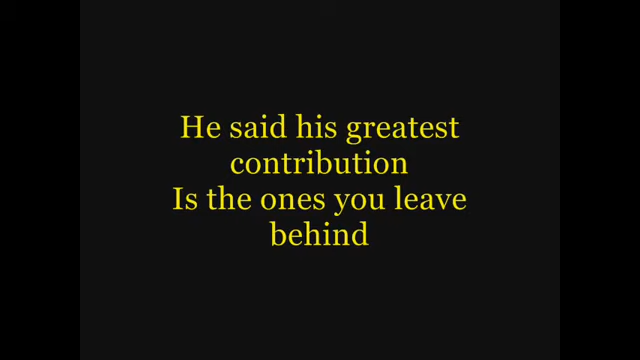 He said his greatest
contribution
Is the ones you leave
behind